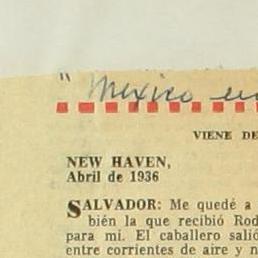 "Mexico en
VIENE DE
NEW HAVEN,
Abril de 1936
SALVADOR: Me quedé a
bién la que recibió Rod
para mí. El caballero salió
entre corrientes de aire y n